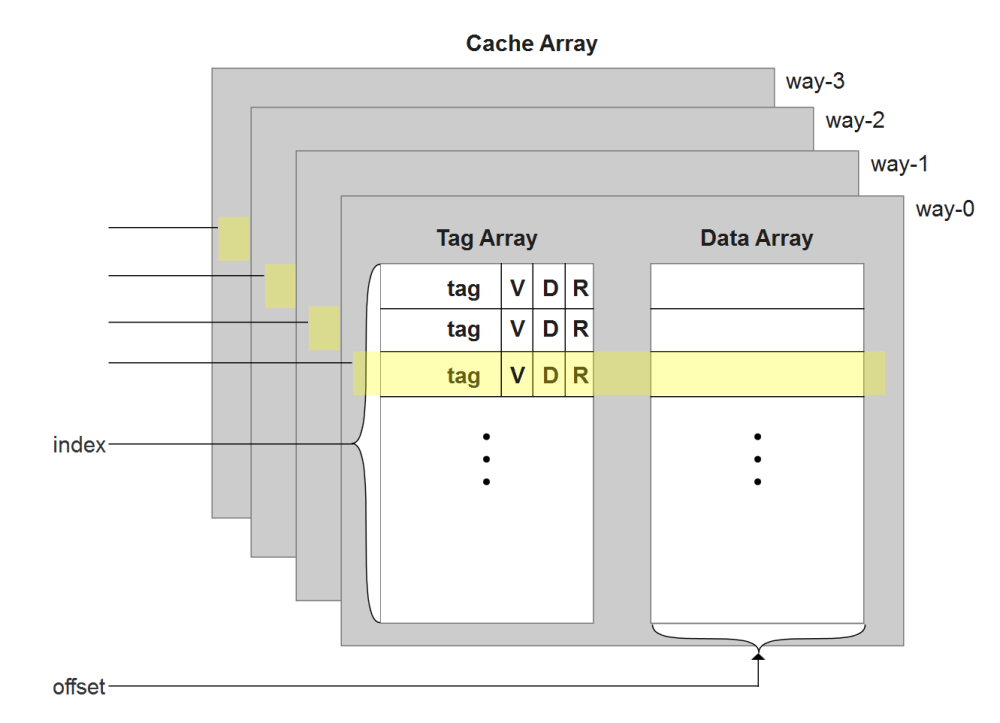 Cache Array
way-3
way-2
way-1
way-0
Tag Array
Data Array
tag V D R
tag V D R
tag V D R
index
offset